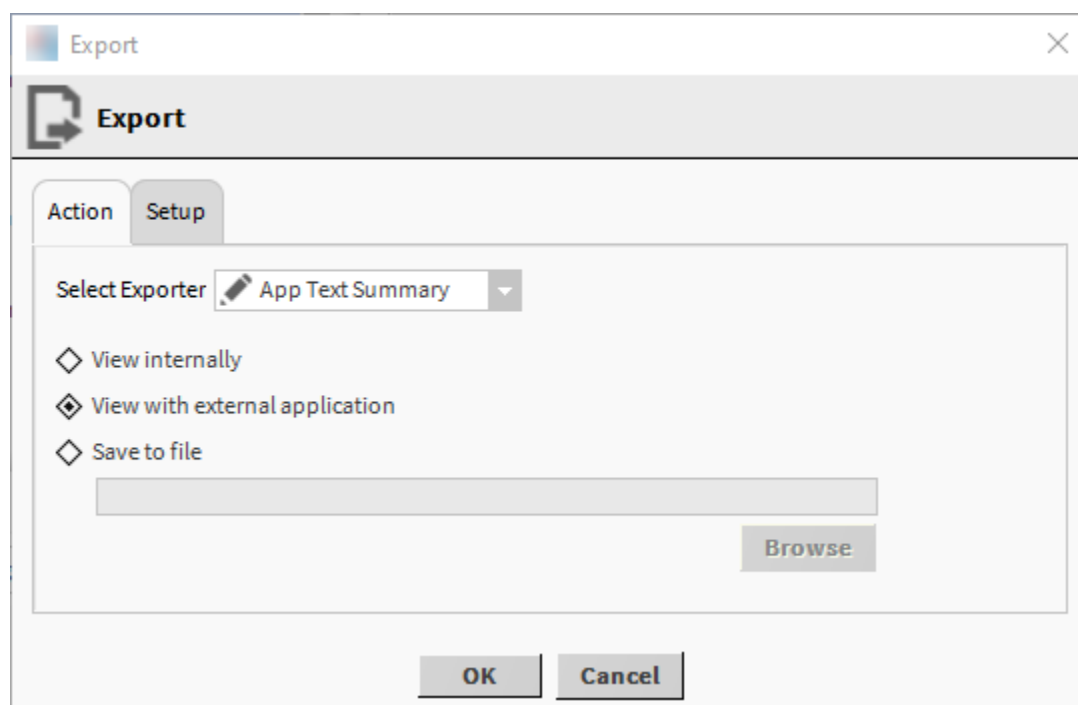 Export
Export
Action Setup
Select Exporter App Text Summary
View internally
View with external application
Save to file
Browse
OK Cancel